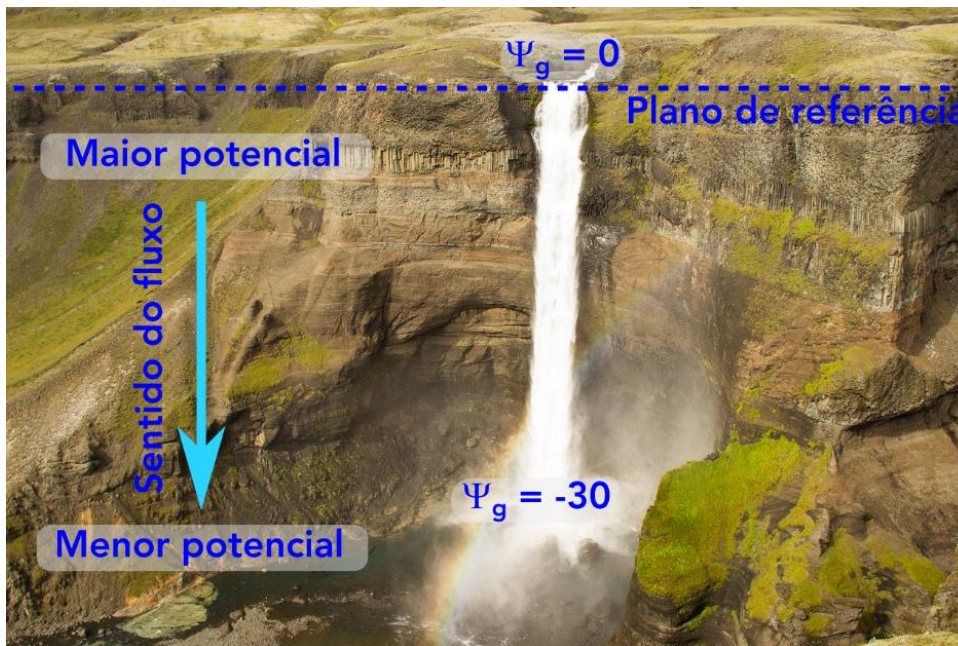 Ψg = 0
Plano de referência
Maior potencial
Sentido do fluxo
Ψg = -30
Menor potencial